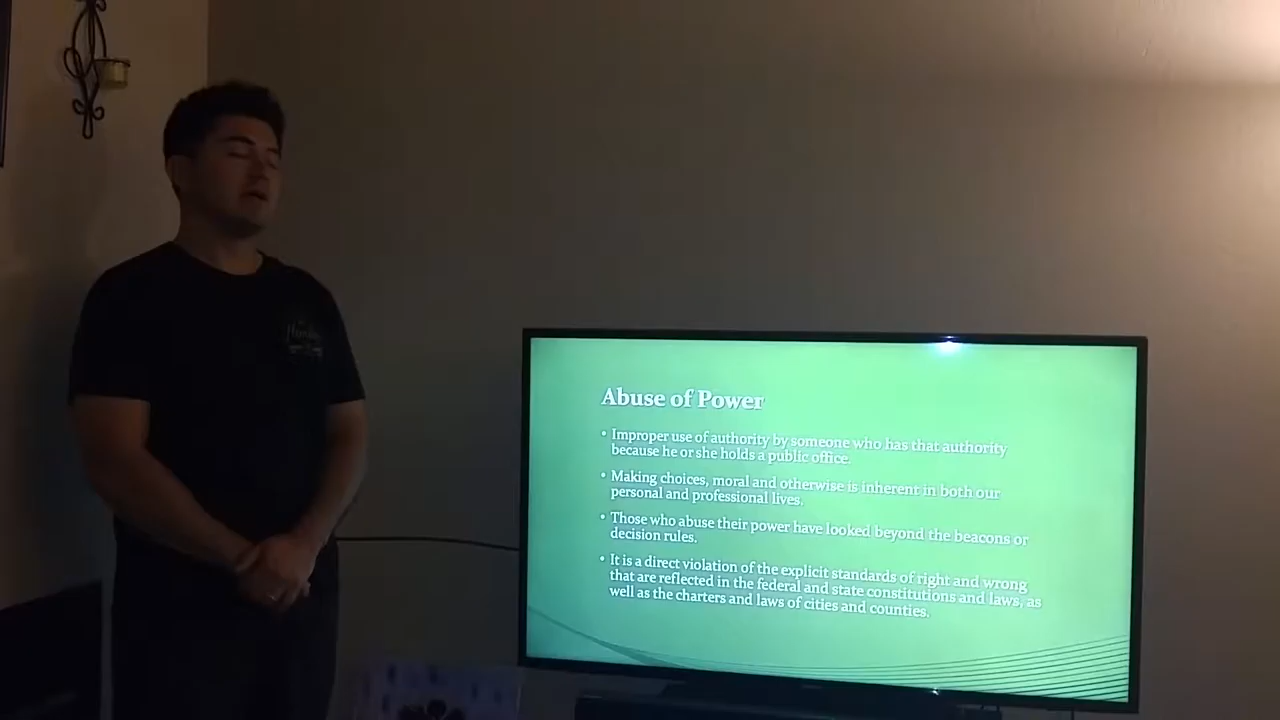 Abuse of Power
• Improper use of authority by someone who has that authority
because he or she holds a public office.
• Making choices, moral and otherwise is inherent in both our
personal and professional lives.
• Those who abuse their power have looked beyond the beacons or
decision rules.
• It is a direct violation of the explicit standards of right and wrong
that are reflected in the federal and state constitutions and laws, as
well as the charters and laws of cities and counties.